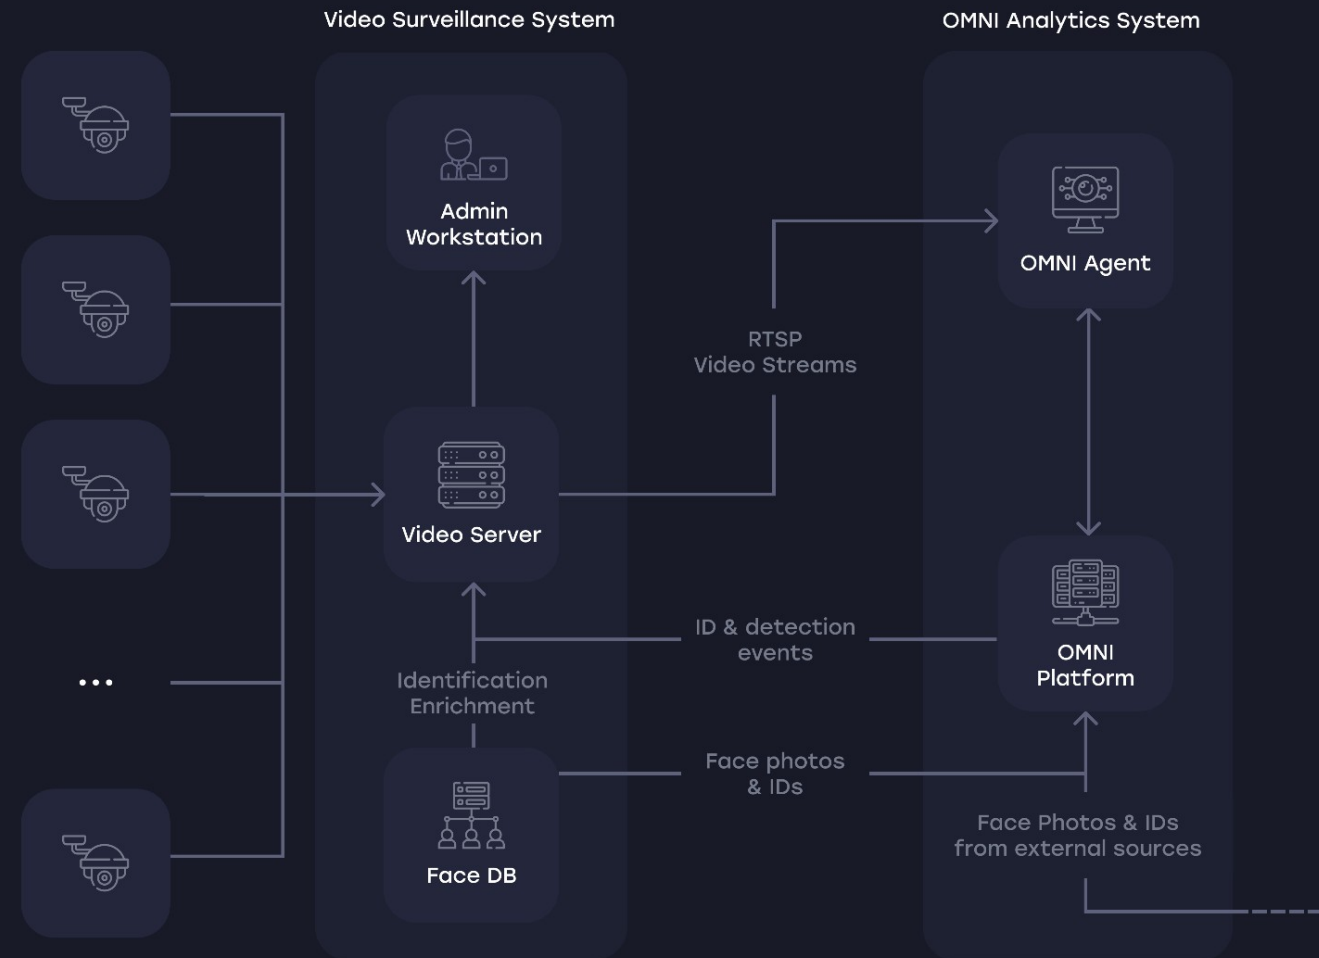 Video Surveillance System
OMNI Analytics System
Admin
Workstation
OMNI Agent
RTSP
Video Streams
Video Server
ID & detection
events
OMNI
Platform
Identification
Enrichment
Face photos
& IDs
Face Photos & IDs
from external sources
...
Face DB